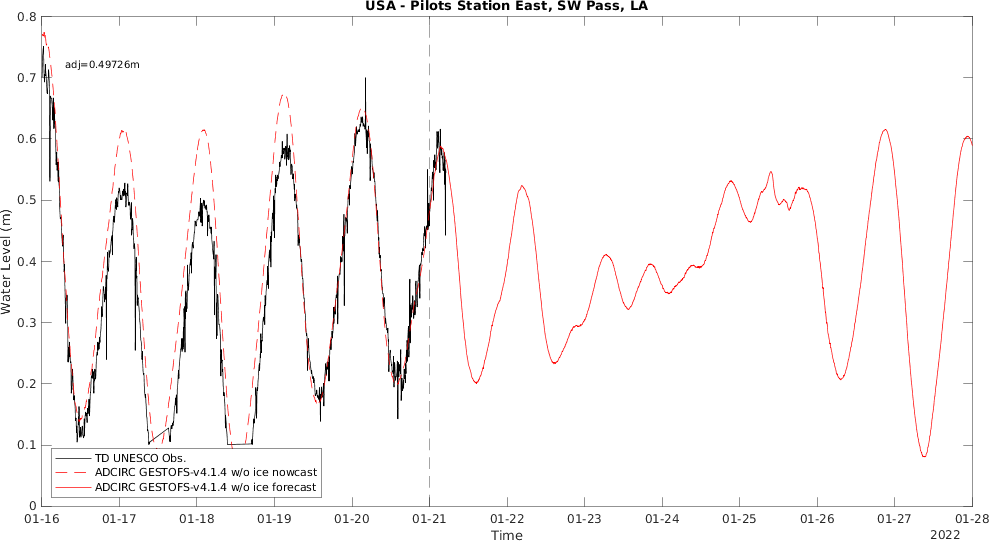 USA - Pilots Station East, SW Pass, LA
adj=0.49726m
0.8
0.7
0.6
0.5
0.4
0.3
0.2
0.1
0
Water Level (m)
TD UNESCO Obs.
ADCIRC GESTOFS-v4.1.4 w/o ice nowcast
ADCIRC GESTOFS-v4.1.4 w/o ice forecast
01-16 01-17 01-18 01-19 01-20 01-21 01-22 01-23 01-24 01-25 01-26 01-27 01-28
Time
2022